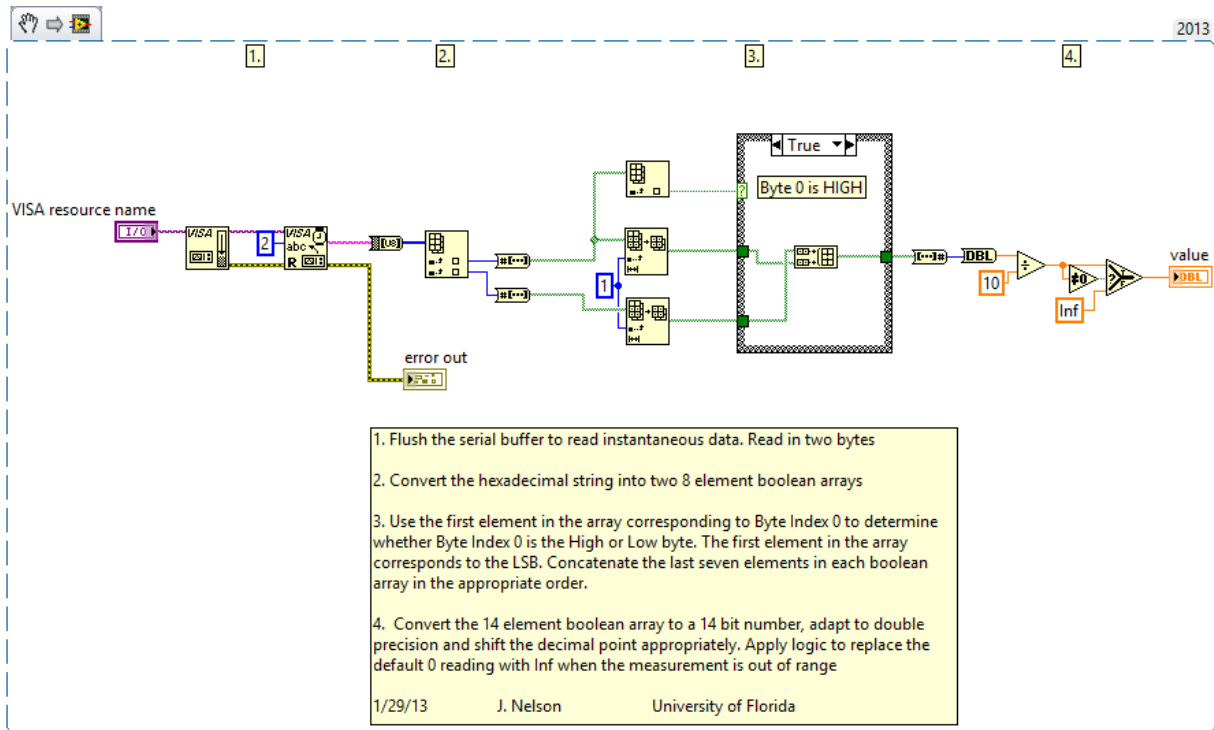 2013
1.
2.
3.
4.
True
?
Byte 0 is HIGH
VISA resource name
I/O
VISA
VISA
abc
R
2
[U8]
#[...]
#[...]
1
[...]#
DBL
÷
10
≠0
?
F
Inf
value
DBL
error out
1. Flush the serial buffer to read instantaneous data. Read in two bytes
2. Convert the hexadecimal string into two 8 element boolean arrays
3. Use the first element in the array corresponding to Byte Index 0 to determine
whether Byte Index 0 is the High or Low byte. The first element in the array
corresponds to the LSB. Concatenate the last seven elements in each boolean
array in the appropriate order.
4.  Convert the 14 element boolean array to a 14 bit number, adapt to double
precision and shift the decimal point appropriately. Apply logic to replace the
default 0 reading with Inf when the measurement is out of range
1/29/13 J. Nelson University of Florida